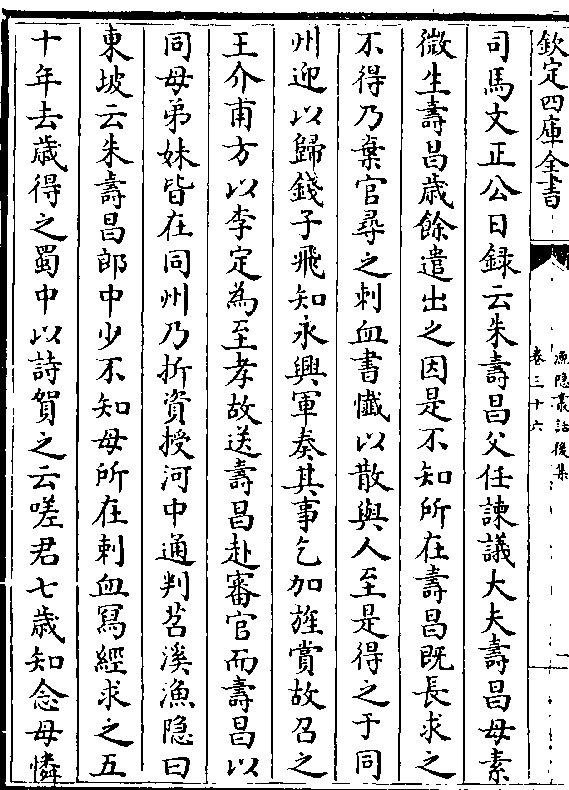 欽定四庫全書
漁隱叢話後集
卷三十六
一
司馬文正公日録云朱壽昌父任諫議大夫壽昌母素
微生壽昌歲餘遣出之因是不知所在壽昌既長求之
不得乃棄官尋之刺血書懺以散與人至是得之于同
州迎以歸錢子飛知永興軍奏其事乞加旌賞故召之
王介甫方以李定為至孝故送壽昌赴審官而壽昌以
同母弟妹皆在同州乃折資授河中通判苕溪漁隐曰
東坡云朱壽昌郎中少不知母所在刺血冩經求之五
十年去歲得之蜀中以詩賀之云嗟君七歲知念母憐